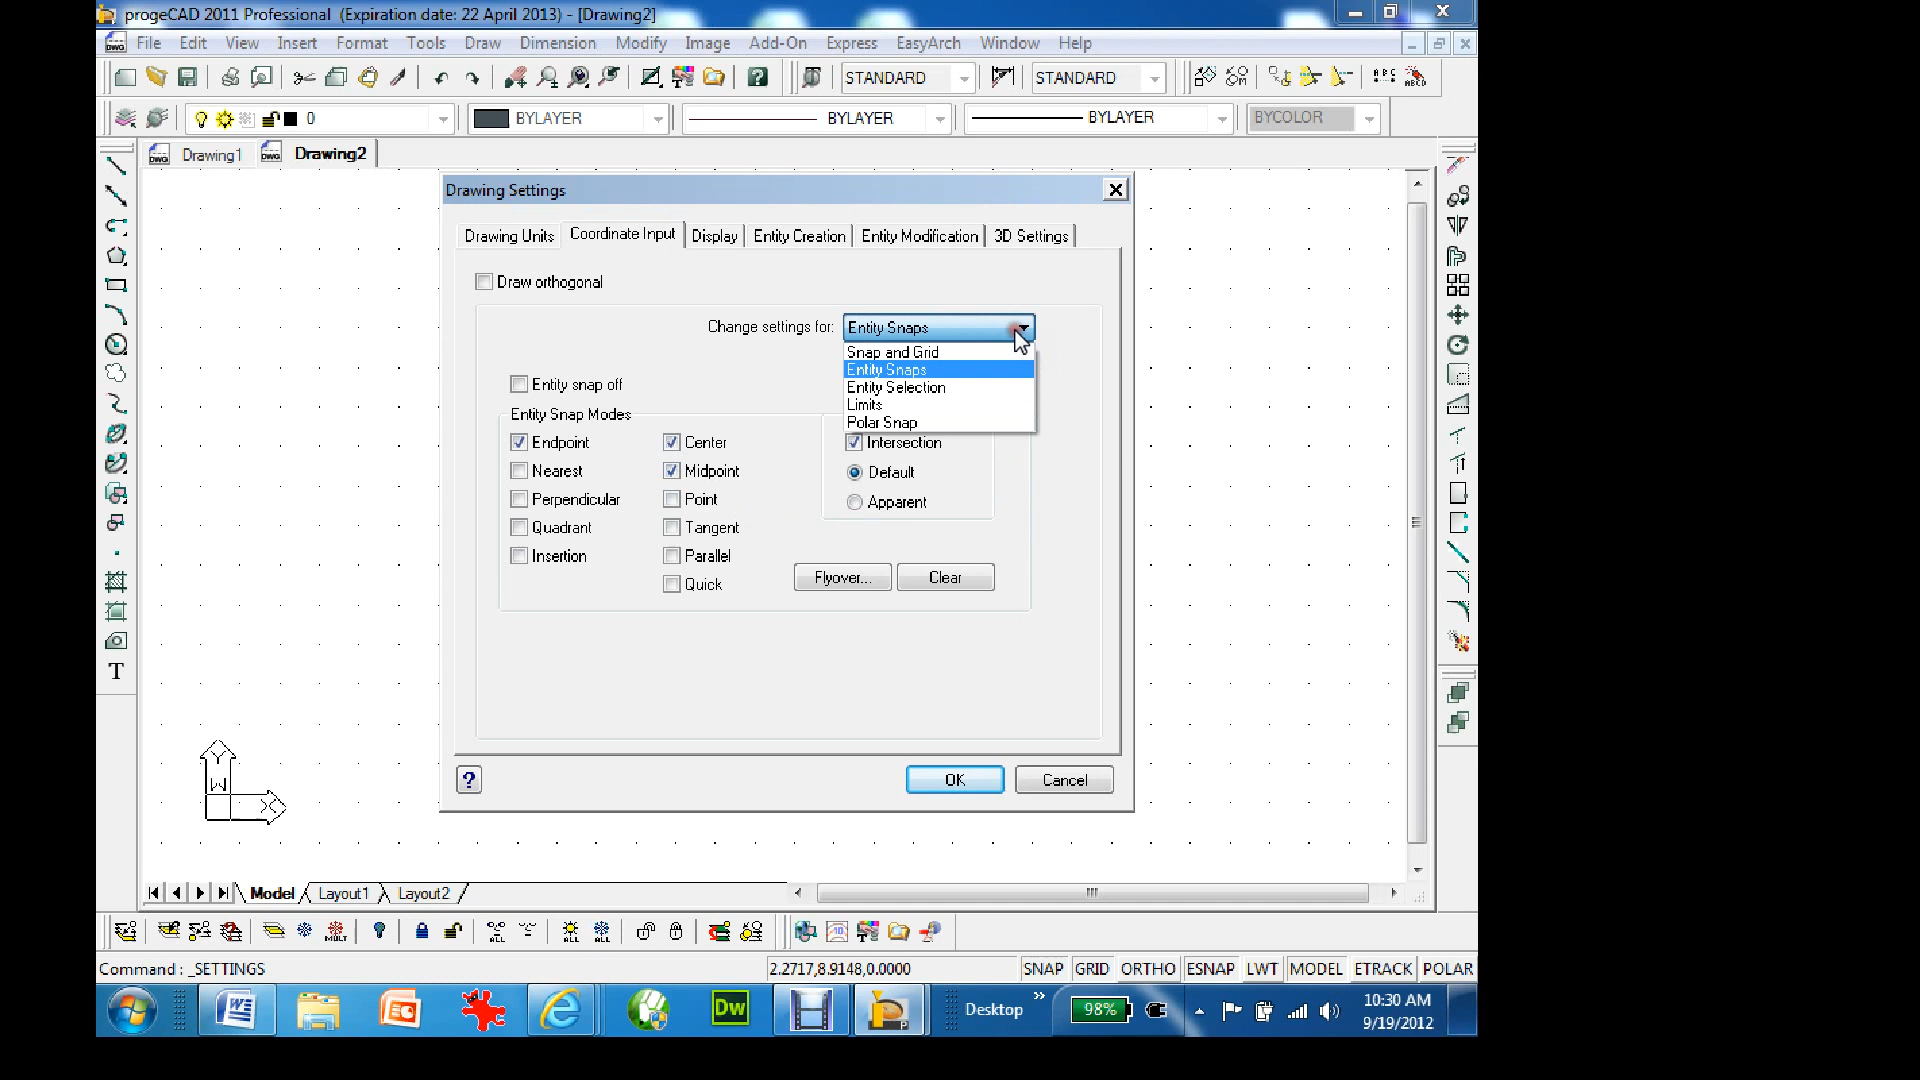 progeCAD 2011 Professional (Expiration date: 22 April 2013) - [Drawing2]
File Edit View Insert Format Tools Draw Dimension Modify Image Add-On Express EasyArch Window Help
STANDARD STANDARD
0 BYLAYER BYLAYER BYLAYER BYCOLOR
Drawing1 Drawing2
Drawing Settings
Drawing Units Coordinate Input Display Entity Creation Entity Modification 3D Settings
Draw orthogonal
Change settings for: Entity Snaps
Snap and Grid
Entity Snaps
Entity Selection
Limits
Polar Snap
Entity snap off
Entity Snap Modes
Endpoint Center Intersection
Nearest Midpoint Default
Perpendicular Point Apparent
Quadrant Tangent
Insertion Parallel
Quick
Flyover... Clear
T
Y
W
X
? OK Cancel
Model Layout1 Layout2
MULT ALL ALL ALL
Command : _SETTINGS 2.2717,8.9148,0.0000 SNAP GRID ORTHO ESNAP LWT MODEL ETRACK POLAR
Dw Desktop 98% 10:30 AM
9/19/2012